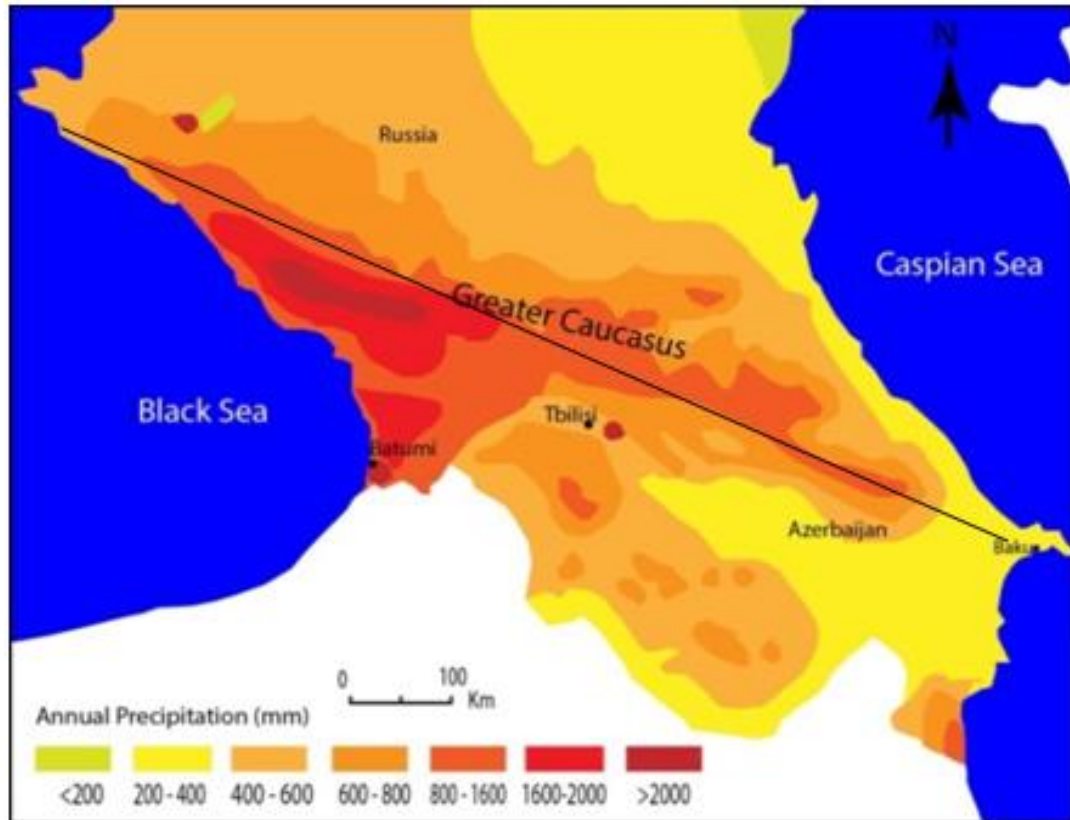 N
Russia
Caspian Sea
Greater Caucasus
Black Sea
Tbilisi
Batumi
Azerbaijan
Baku
0 100
Km
Annual Precipitation (mm)
<200 200-400 400-600 600-800 800-1600 1600-2000 >2000